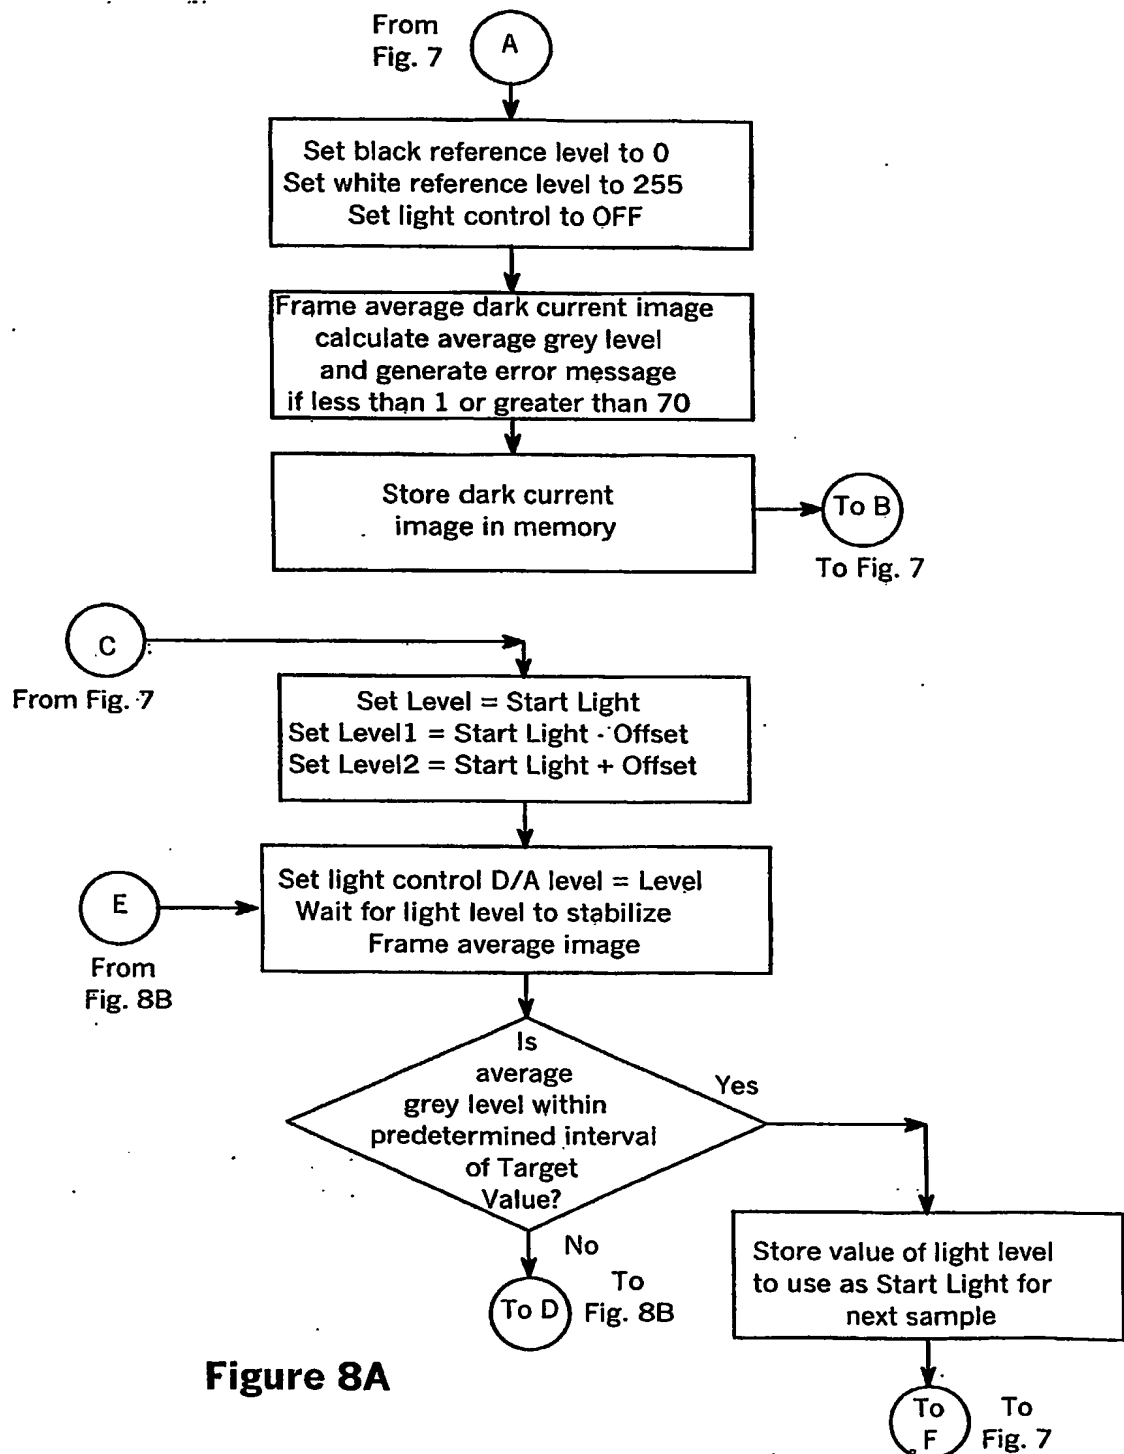 From
Fig. 7
A
Set black reference level to 0
Set white reference level to 255
Set light control to OFF
Frame average dark current image
calculate average grey level
and generate error message
if less than 1 or greater than 70
Store dark current
image in memory
To B
To Fig. 7
C
From Fig. 7
Set Level = Start Light
Set Level1 = Start Light - Offset
Set Level2 = Start Light + Offset
E
From
Fig. 8B
Set light control D/A level = Level
Wait for light level to stabilize
Frame average image
Is
average
grey level within
predetermined interval
of Target
Value?
Yes
No
To D
To
Fig. 8B
Store value of light level
to use as Start Light for
next sample
To
F
To
Fig. 7
Figure 8A